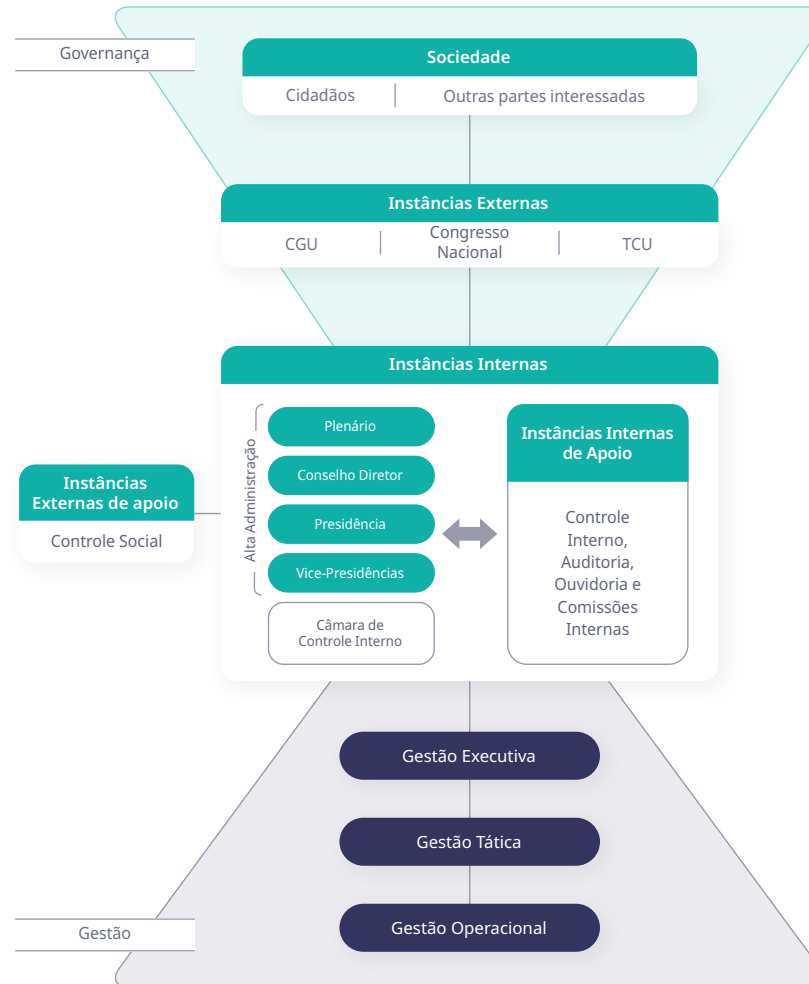 Governança
Sociedade
Cidadãos
Outras partes interessadas
Instâncias Externas
CGU
Congresso
Nacional
TCU
Instâncias Internas
Alta Administração
Plenário
Conselho Diretor
Presidência
Vice-Presidências
Câmara de
Controle Interno
Instâncias Internas
de Apoio
Controle
Interno,
Auditoria,
Ouvidoria e
Comissões
Internas
Instâncias
Externas de apoio
Controle Social
Gestão Executiva
Gestão Tática
Gestão Operacional
Gestão